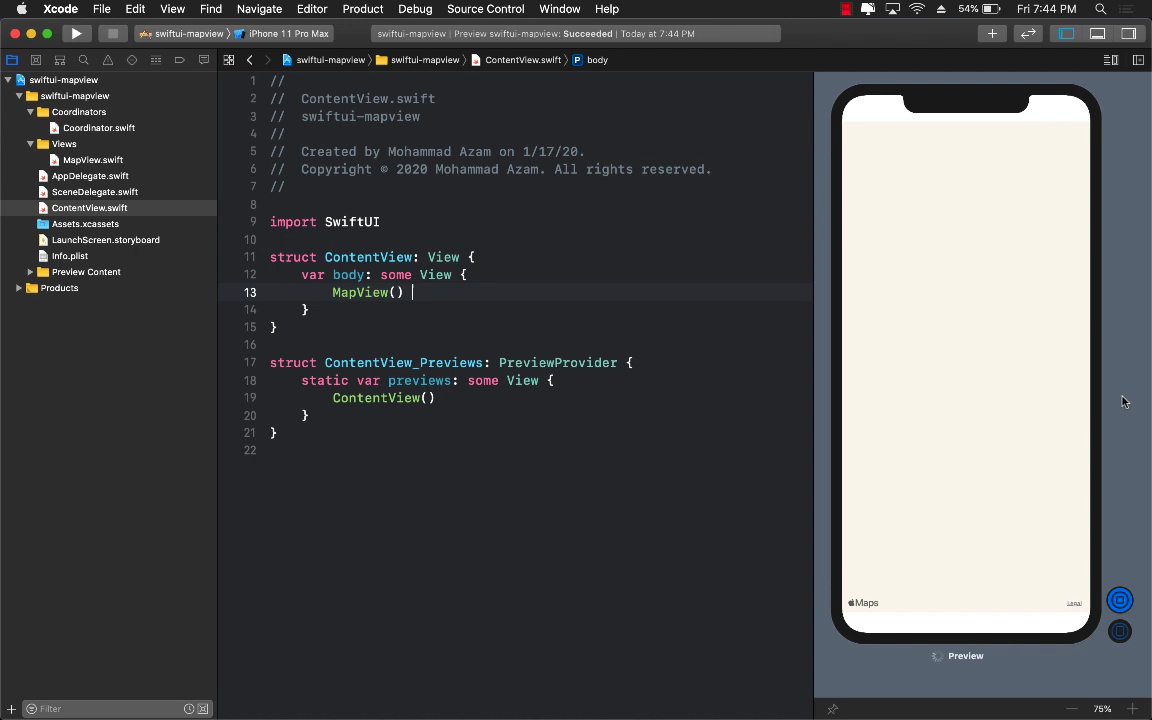 Xcode File Edit View Find Navigate Editor Product Debug Source Control Window Help 54% Fri 7:44 PM
swiftui-mapview iPhone 11 Pro Max swiftui-mapview | Preview swiftui-mapview: Succeeded | Today at 7:44 PM
swiftui-mapview swiftui-mapview ContentView.swift P body
swiftui-mapview
swiftui-mapview
Coordinators
Coordinator.swift
Views
MapView.swift
AppDelegate.swift
SceneDelegate.swift
ContentView.swift
Assets.xcassets
LaunchScreen.storyboard
Info.plist
Preview Content
Products
Filter
1 //
2 // ContentView.swift
3 // swiftui-mapview
4 //
5 // Created by Mohammad Azam on 1/17/20.
6 // Copyright © 2020 Mohammad Azam. All rights reserved.
7 //
8
9 import SwiftUI
10
11 struct ContentView: View {
12 var body: some View {
13 MapView()
14 }
15 }
16
17 struct ContentView_Previews: PreviewProvider {
18 static var previews: some View {
19 ContentView()
20 }
21 }
22
Maps Legal
Preview
75%